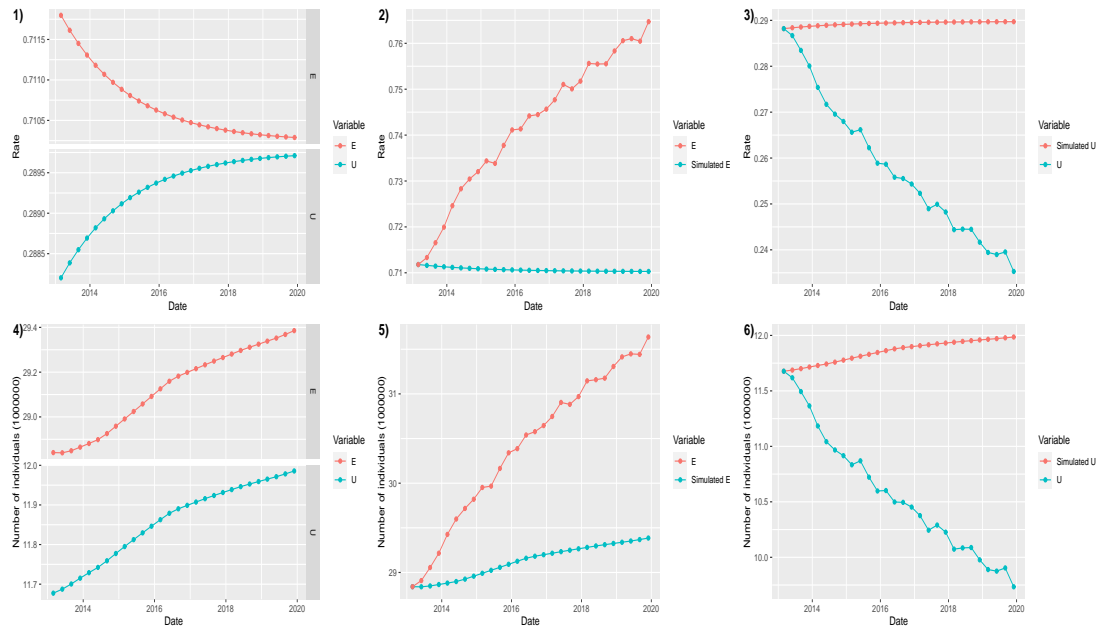 1)
0.7115
0.7110
0.7105
0.2895
0.2890
0.2885
Rate
Rate
E
U
2014
2016
2018
2020
Date
Variable
E
U
2)
0.76
0.75
0.74
0.73
0.72
0.71
Rate
2014
2016
2018
2020
Date
Variable
E
Simulated E
3)
0.29
0.28
0.27
0.26
0.25
0.24
Rate
2014
2016
2018
2020
Date
Variable
Simulated U
U
4)
29.4
29.2
29.0
12.0
11.9
11.8
11.7
Number of individuals (1000000)
Number of individuals (1000000)
E
U
2014
2016
2018
2020
Date
Variable
E
U
5)
31
30
29
Number of individuals (1000000)
2014
2016
2018
2020
Date
Variable
E
Simulated E
6)
12.0
11.5
11.0
10.5
10.0
Number of individuals (1000000)
2014
2016
2018
2020
Date
Variable
Simulated U
U